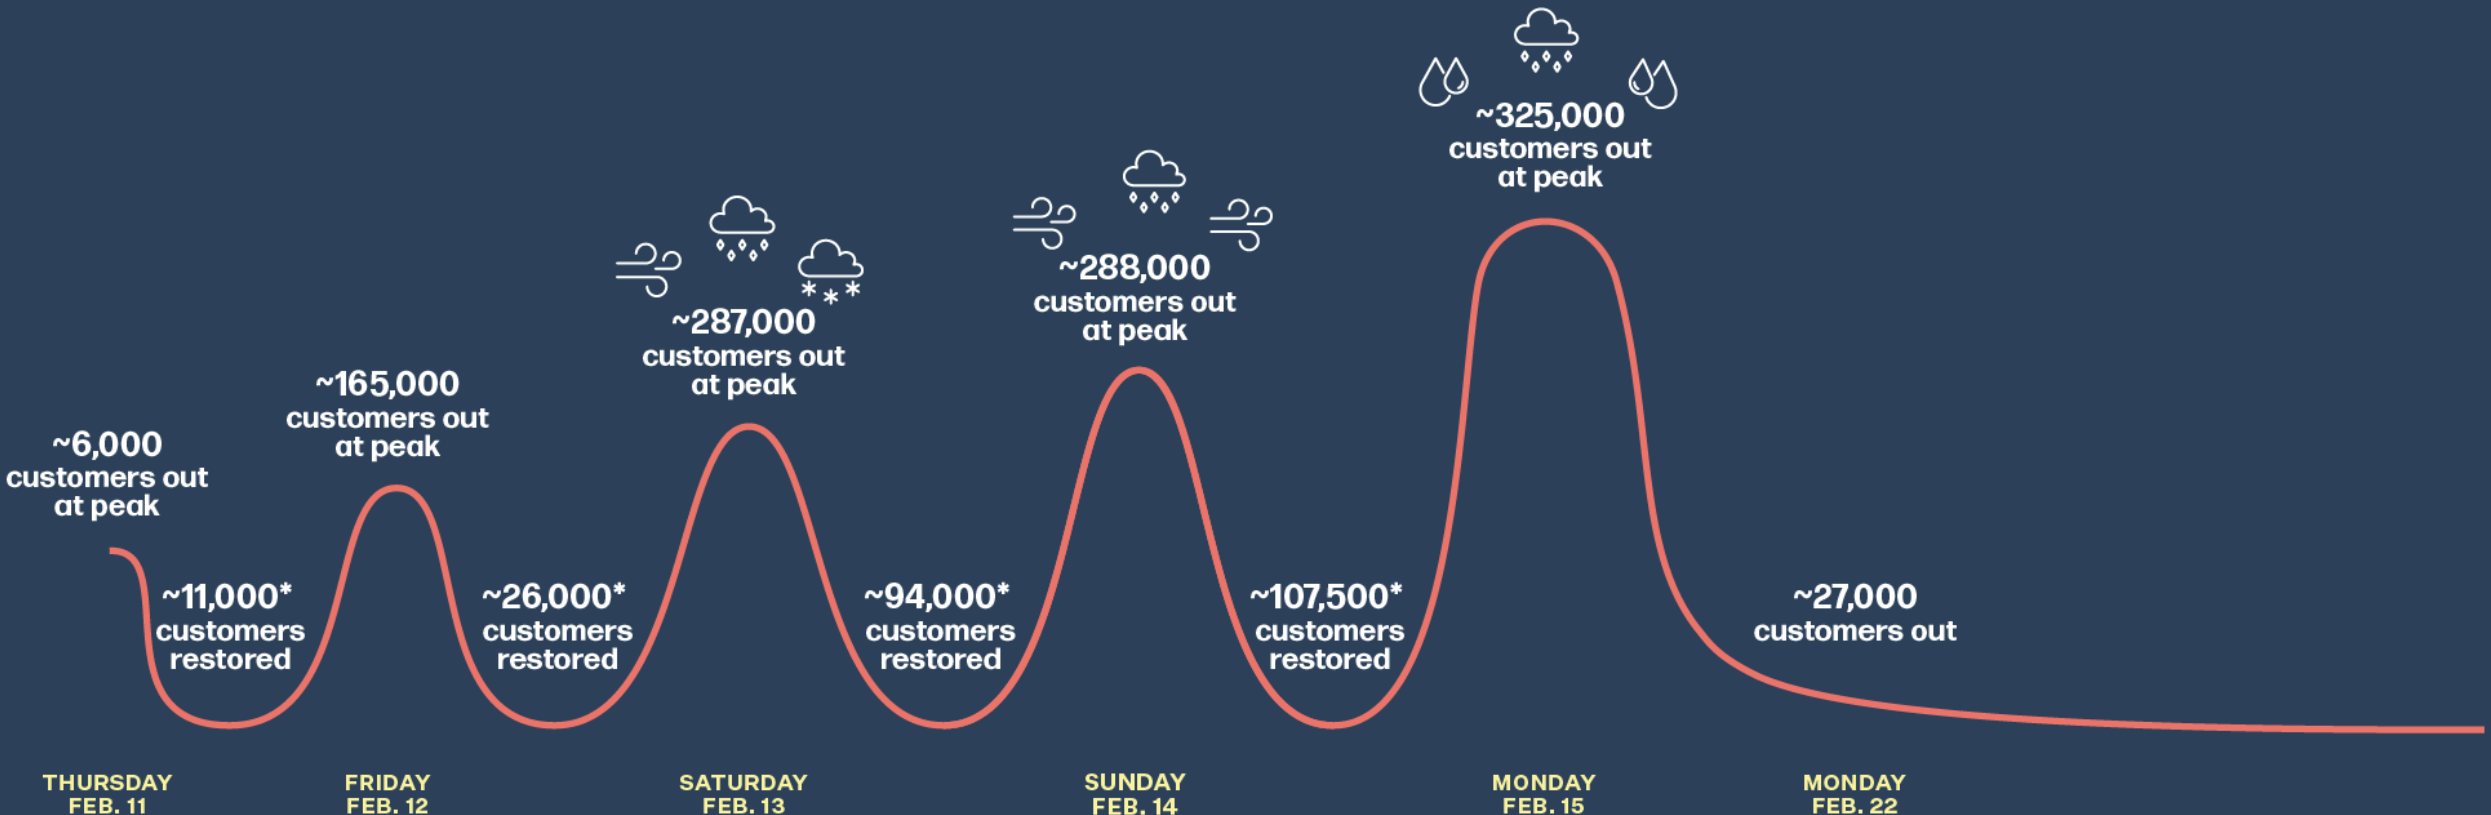 ~6,000
customers out
at peak
~11,000*
customers
restored
~165,000
customers out
at peak
~26,000*
customers
restored
~287,000
customers out
at peak
~94,000*
customers
restored
~288,000
customers out
at peak
~107,500*
customers
restored
~325,000
customers out
at peak
~27,000
customers out
THURSDAY
FEB. 11
FRIDAY
FEB. 12
SATURDAY
FEB. 13
SUNDAY
FEB. 14
MONDAY
FEB. 15
MONDAY
FEB. 22